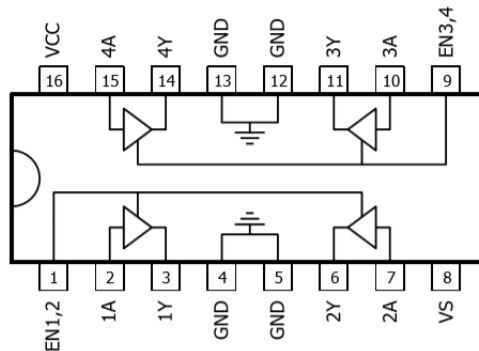 VCC 4A 4Y GND GND 3Y 3A EN3,4
16 15 14 13 12 11 10 9
1 2 3 4 5 6 7 8
EN1,2 1A 1Y GND GND 2Y 2A VS